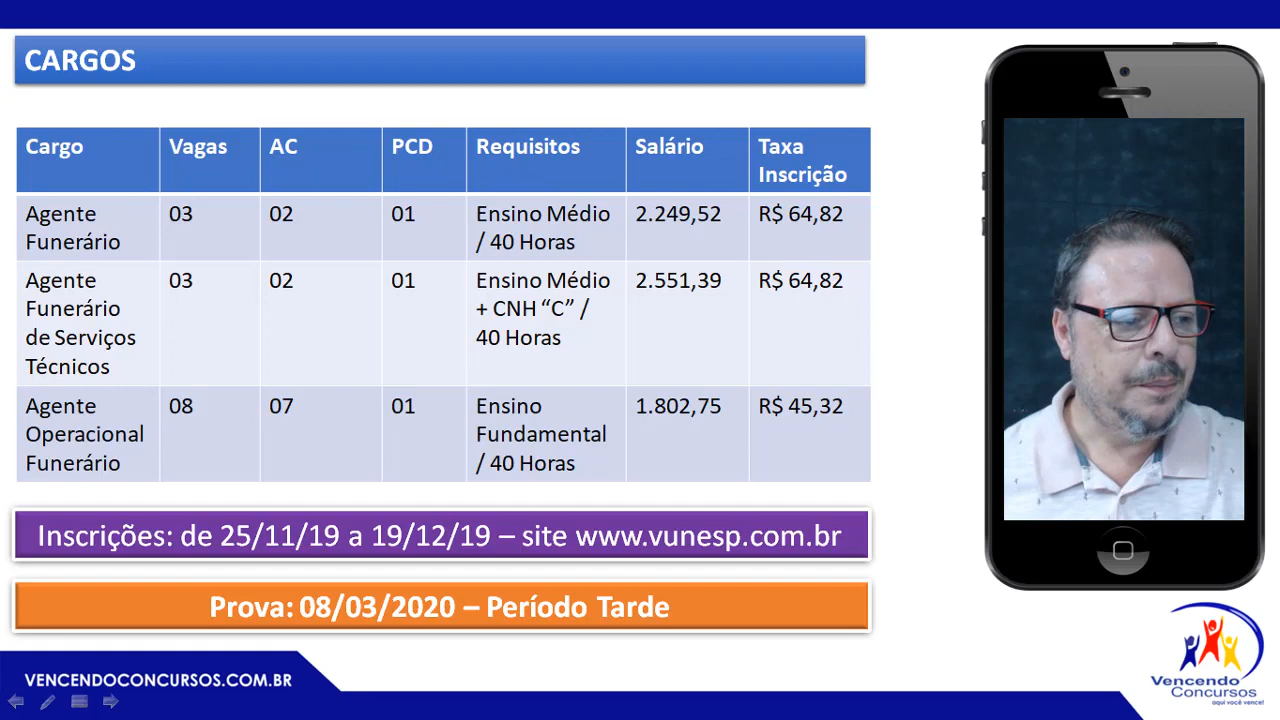 CARGOS
Cargo Vagas AC PCD Requisitos Salário Taxa
Inscrição
Agente 03 02 01 Ensino Médio 2.249,52 R$ 64,82
Funerário / 40 Horas
Agente 03 02 01 Ensino Médio 2.551,39 R$ 64,82
Funerário + CNH “C” /
de Serviços 40 Horas
Técnicos
Agente 08 07 01 Ensino 1.802,75 R$ 45,32
Operacional Fundamental
Funerário / 40 Horas
Inscrições: de 25/11/19 a 19/12/19 – site www.vunesp.com.br
Prova: 08/03/2020 – Período Tarde
VENCENDOCONCURSOS.COM.BR
Vencendo
Concursos
aqui você vence!